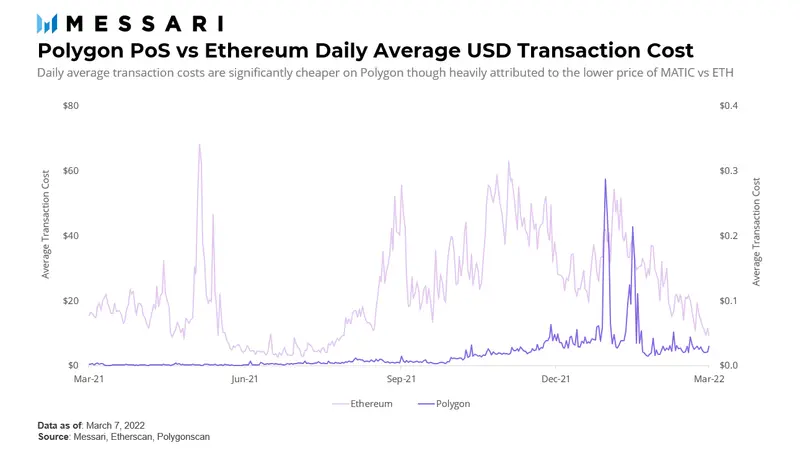 MESSARI
Polygon PoS vs Ethereum Daily Average USD Transaction Cost
Daily average transaction costs are significantly cheaper on Polygon though heavily attributed to the lower price of MATIC vs ETH
$80
$60
$40
$20
$0
Average Transaction Cost
$0.4
$0.3
$0.2
$0.1
$0.0
Average Transaction Cost
Mar-21
Jun-21
Sep-21
Dec-21
Mar-22
Ethereum
Polygon
Data as of: March 7, 2022
Source: Messari, Etherscan, Polygonscan